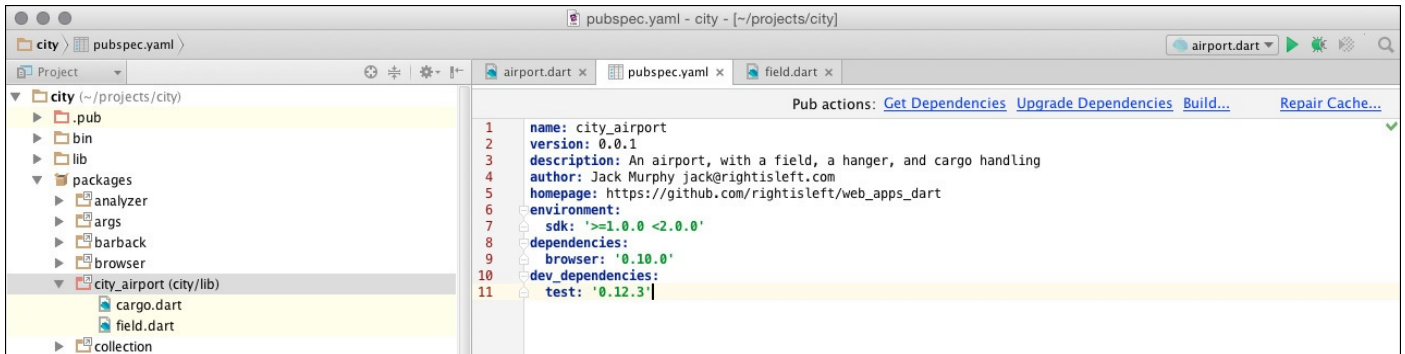 pubspec.yaml - city - [~/projects/city]
city pubspec.yaml airport.dart
Project airport.dart × pubspec.yaml × field.dart ×
city (~/projects/city)
Pub actions: Get Dependencies Upgrade Dependencies Build... Repair Cache...
.pub
bin
lib
packages
analyzer
args
barback
browser
city_airport (city/lib)
cargo.dart
field.dart
collection
1 name: city_airport
2 version: 0.0.1
3 description: An airport, with a field, a hanger, and cargo handling
4 author: Jack Murphy jack@rightisleft.com
5 homepage: https://github.com/rightisleft/web_apps_dart
6 environment:
7 sdk: '>=1.0.0 <2.0.0'
8 dependencies:
9 browser: '0.10.0'
10 dev_dependencies:
11 test: '0.12.3'